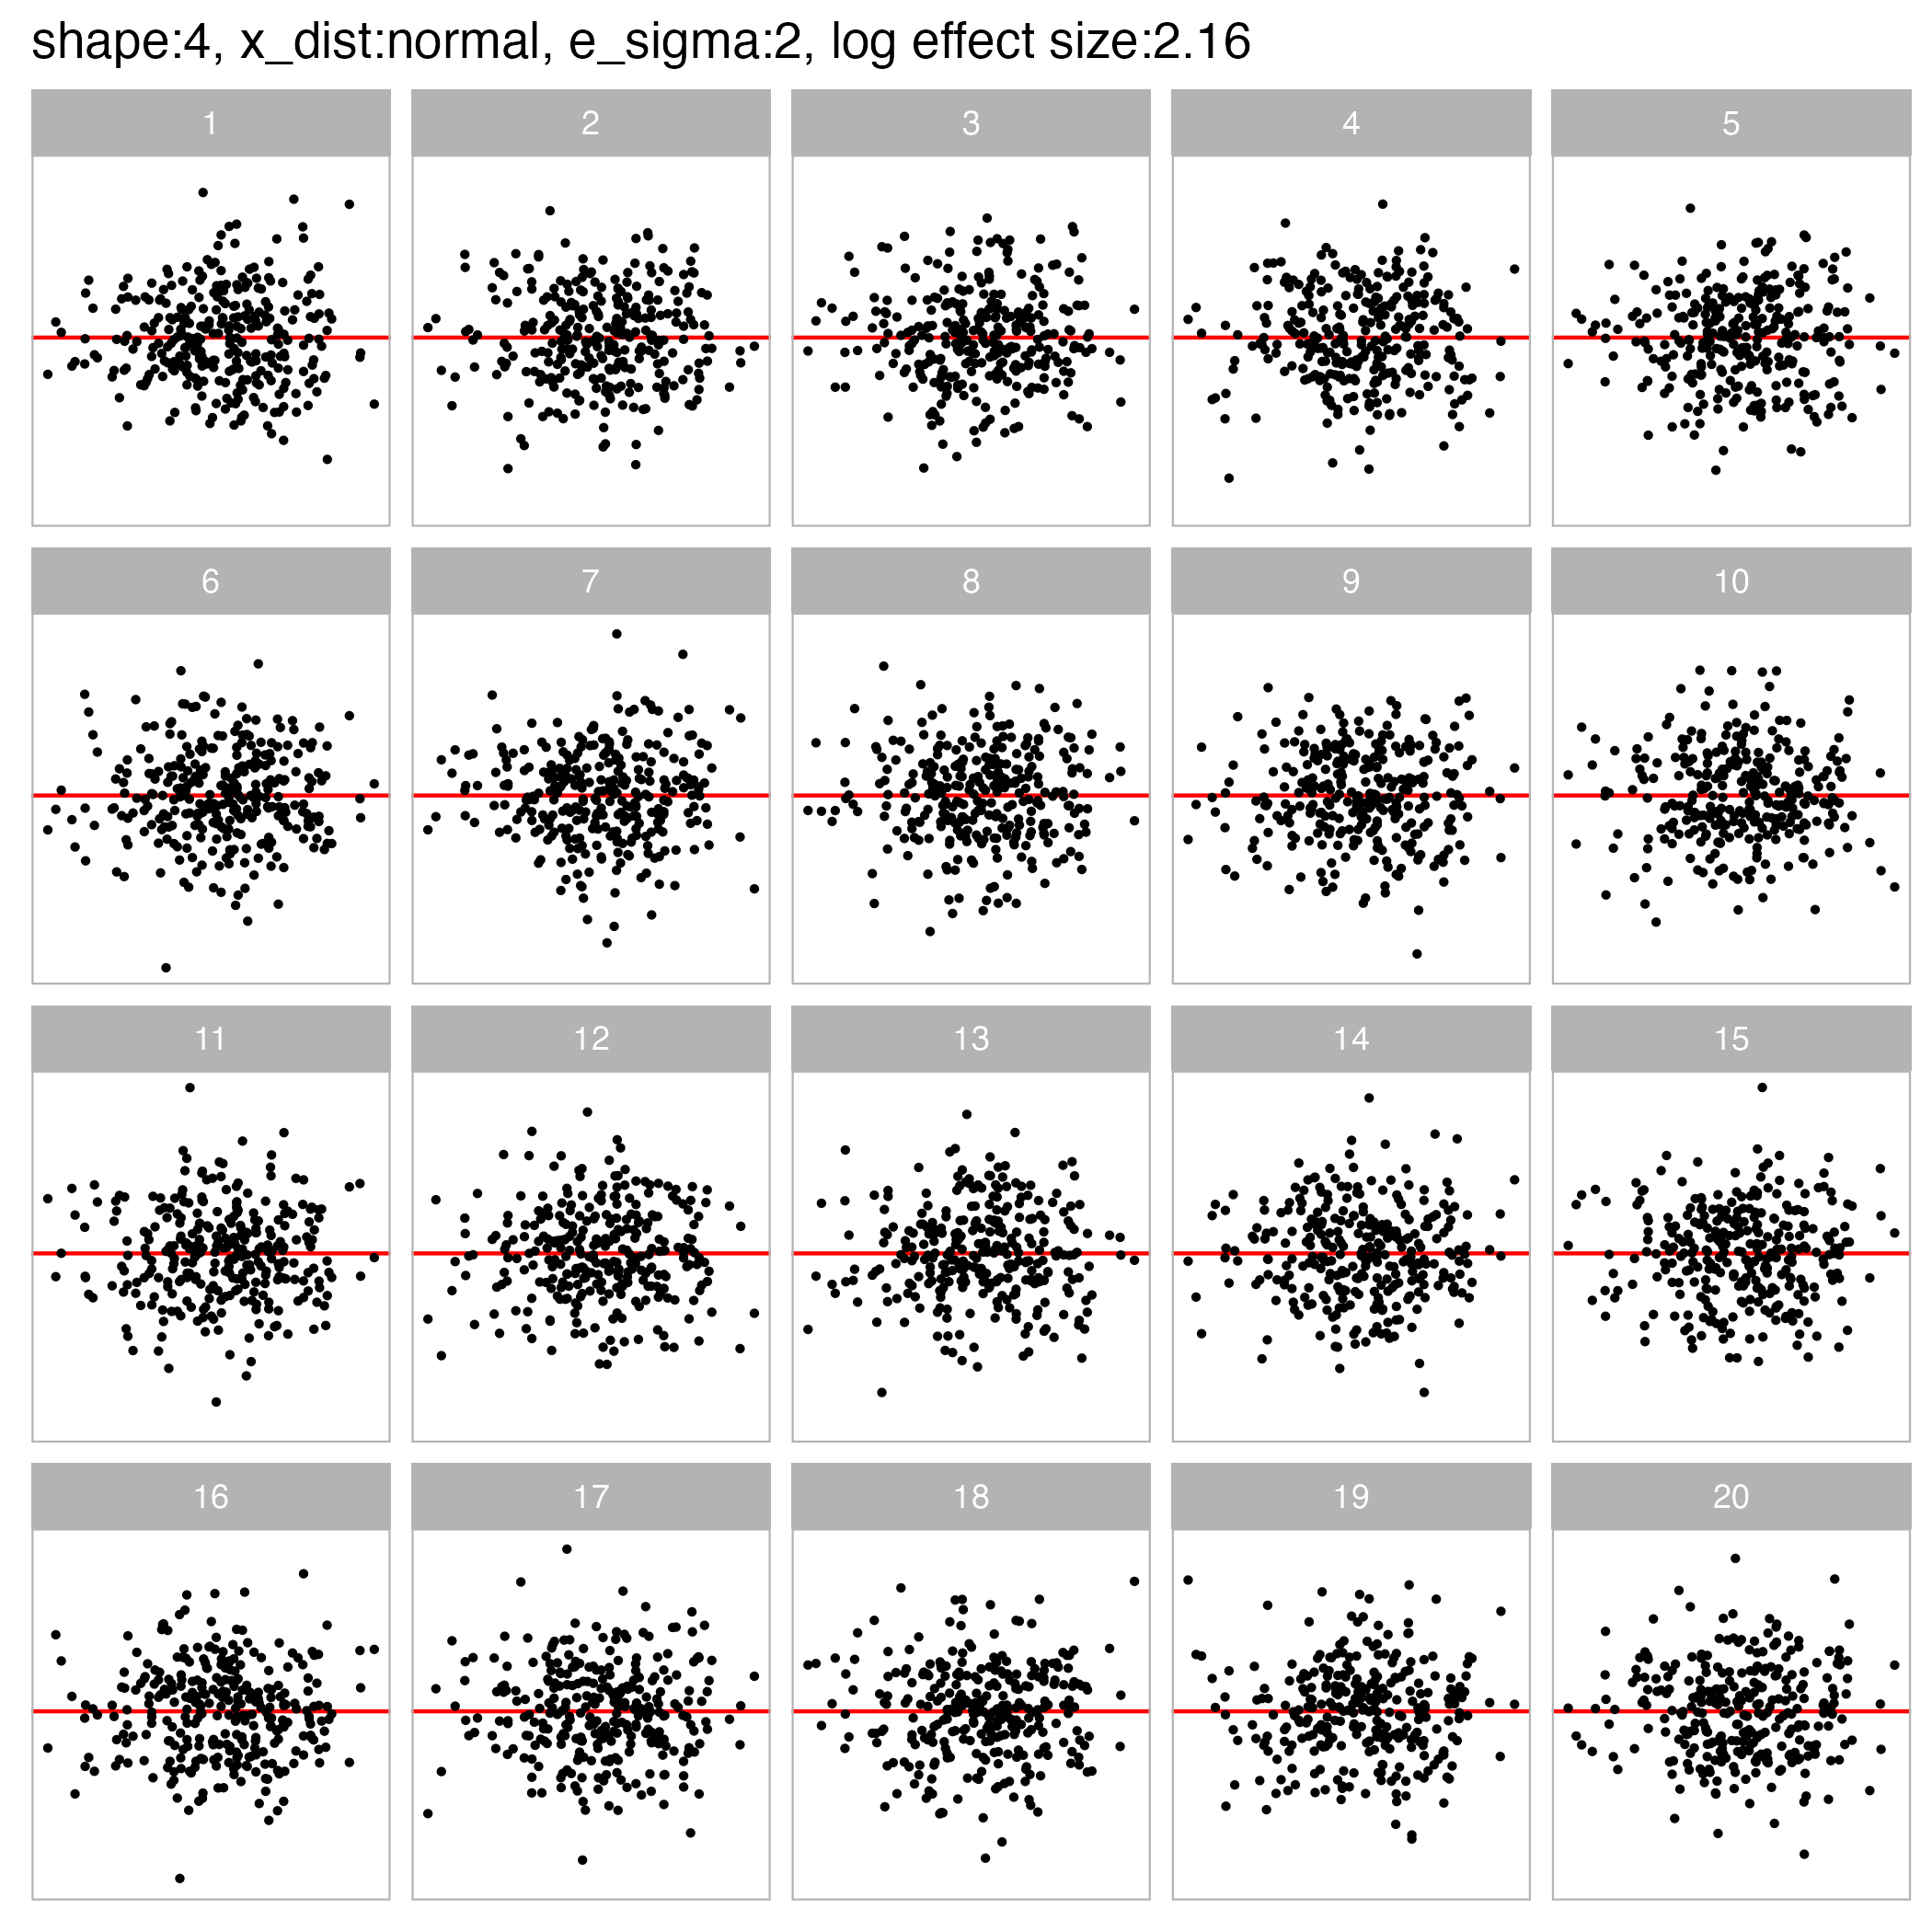 shape:4, x_dist:normal, e_sigma:2, log effect size:2.16
1 2 3 4 5
6 7 8 9 10
11 12 13 14 15
16 17 18 19 20